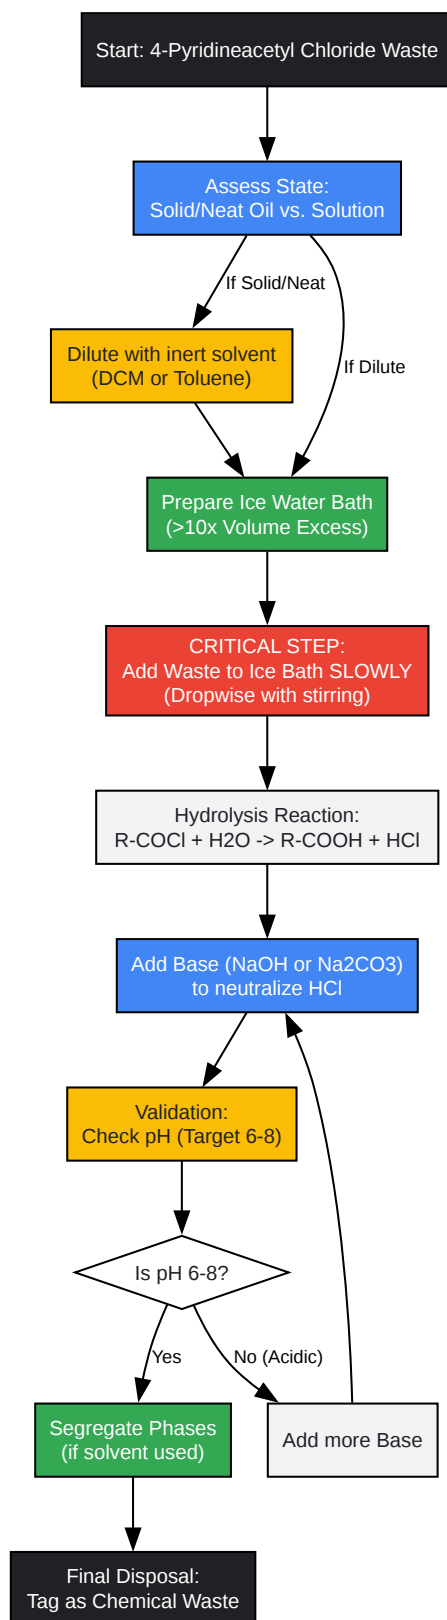 Start: 4-Pyridineacetyl Chloride Waste
Assess State:
Solid/Neat Oil vs. Solution
If Solid/Neat
Dilute with inert solvent
(DCM or Toluene)
If Dilute
Prepare Ice Water Bath
(>10x Volume Excess)
CRITICAL STEP:
Add Waste to Ice Bath SLOWLY
(Dropwise with stirring)
Hydrolysis Reaction:
R-COCl + H2O -> R-COOH + HCl
Add Base (NaOH or Na2CO3)
to neutralize HCl
Validation:
Check pH (Target 6-8)
Is pH 6-8?
Yes
No (Acidic)
Segregate Phases
(if solvent used)
Add more Base
Final Disposal:
Tag as Chemical Waste